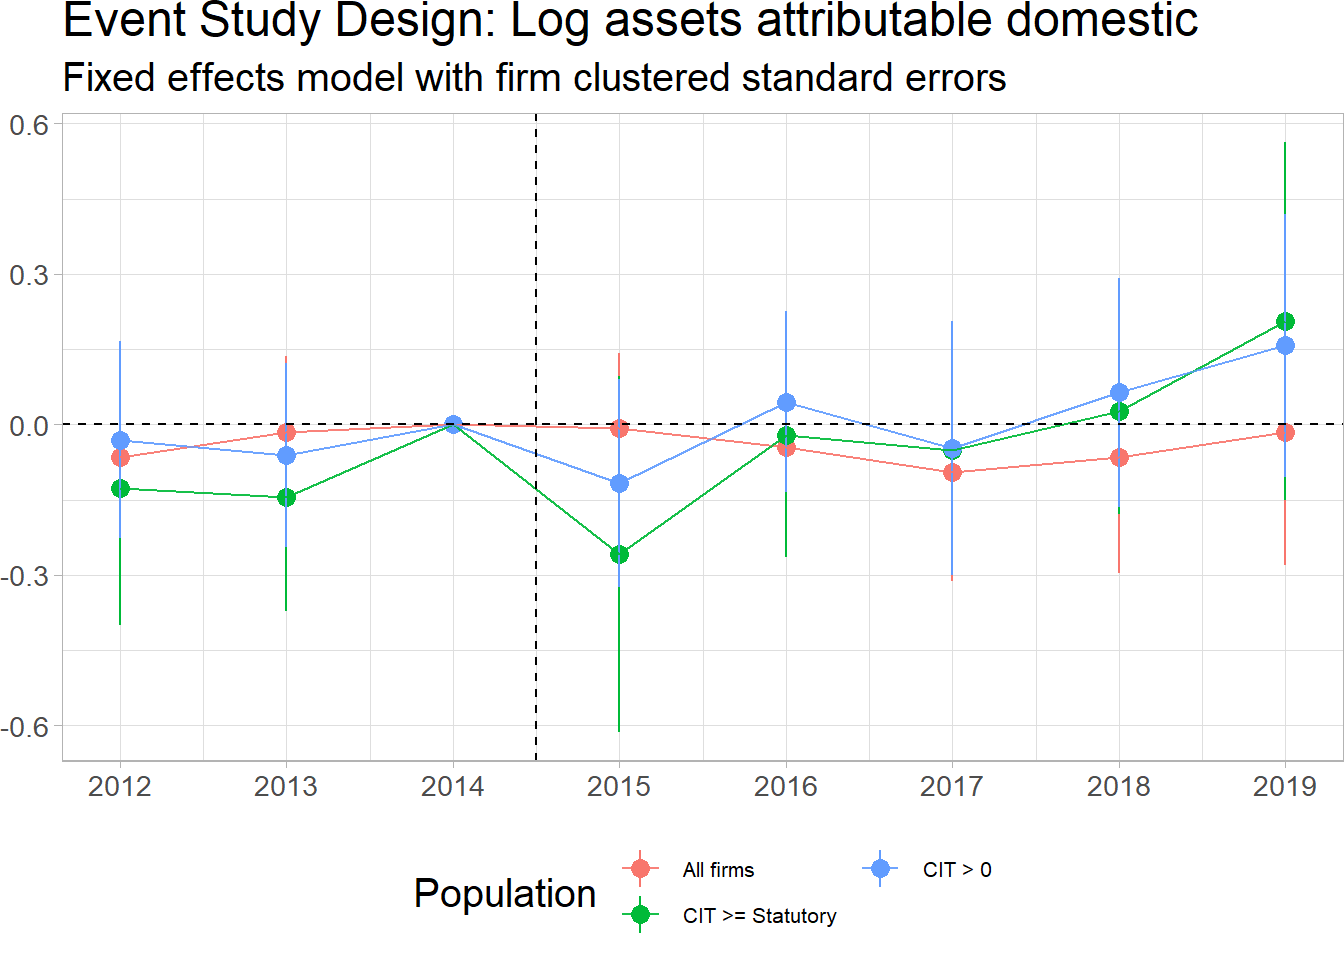 Event Study Design: Log assets attributable domestic
Fixed effects model with firm clustered standard errors
0.6
0.3
0.0
-0.3
-0.6
2012 2013 2014 2015 2016 2017 2018 2019
Population
All firms
CIT >= Statutory
CIT > 0